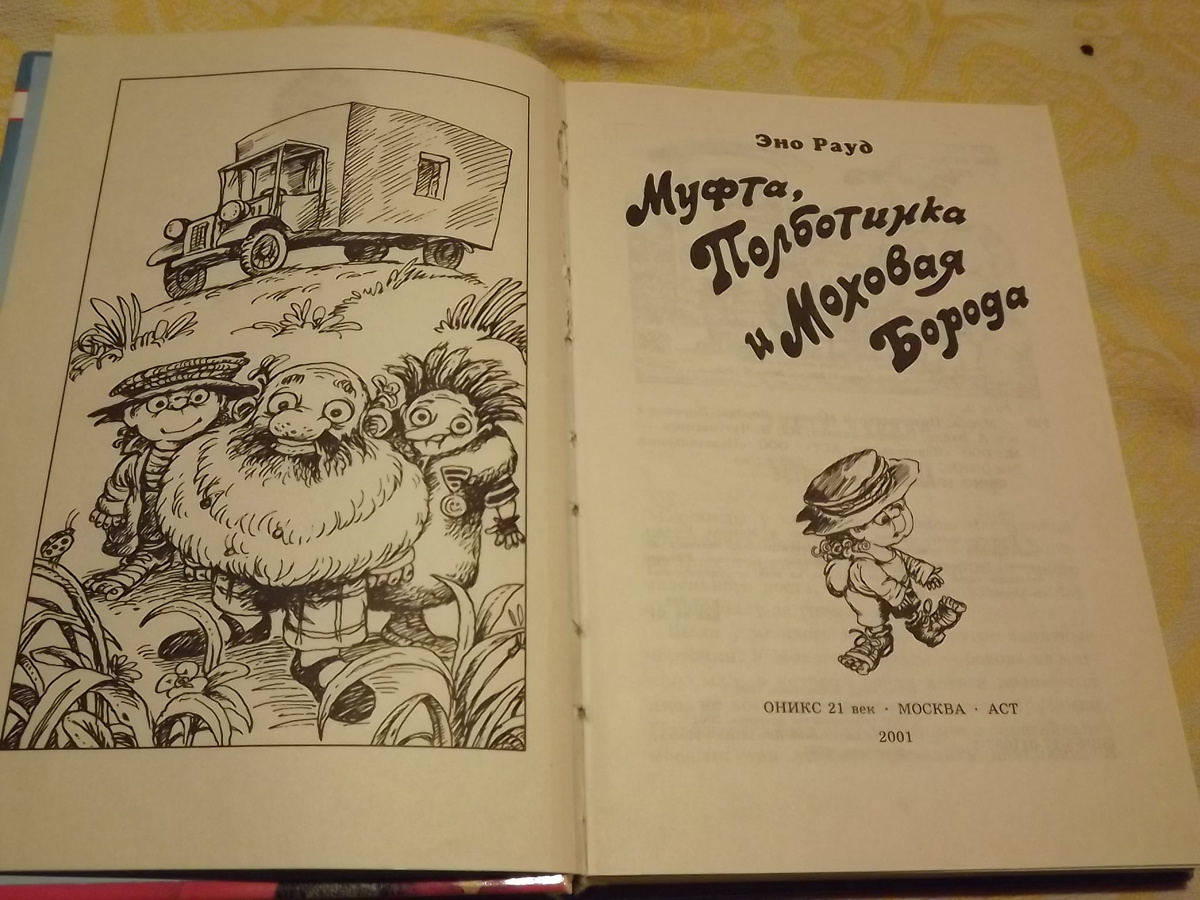 Эно Рауд
Муфта,
Полботинка
и Моховая
Борода
ОНИКС 21 век · МОСКВА · АСТ
2001